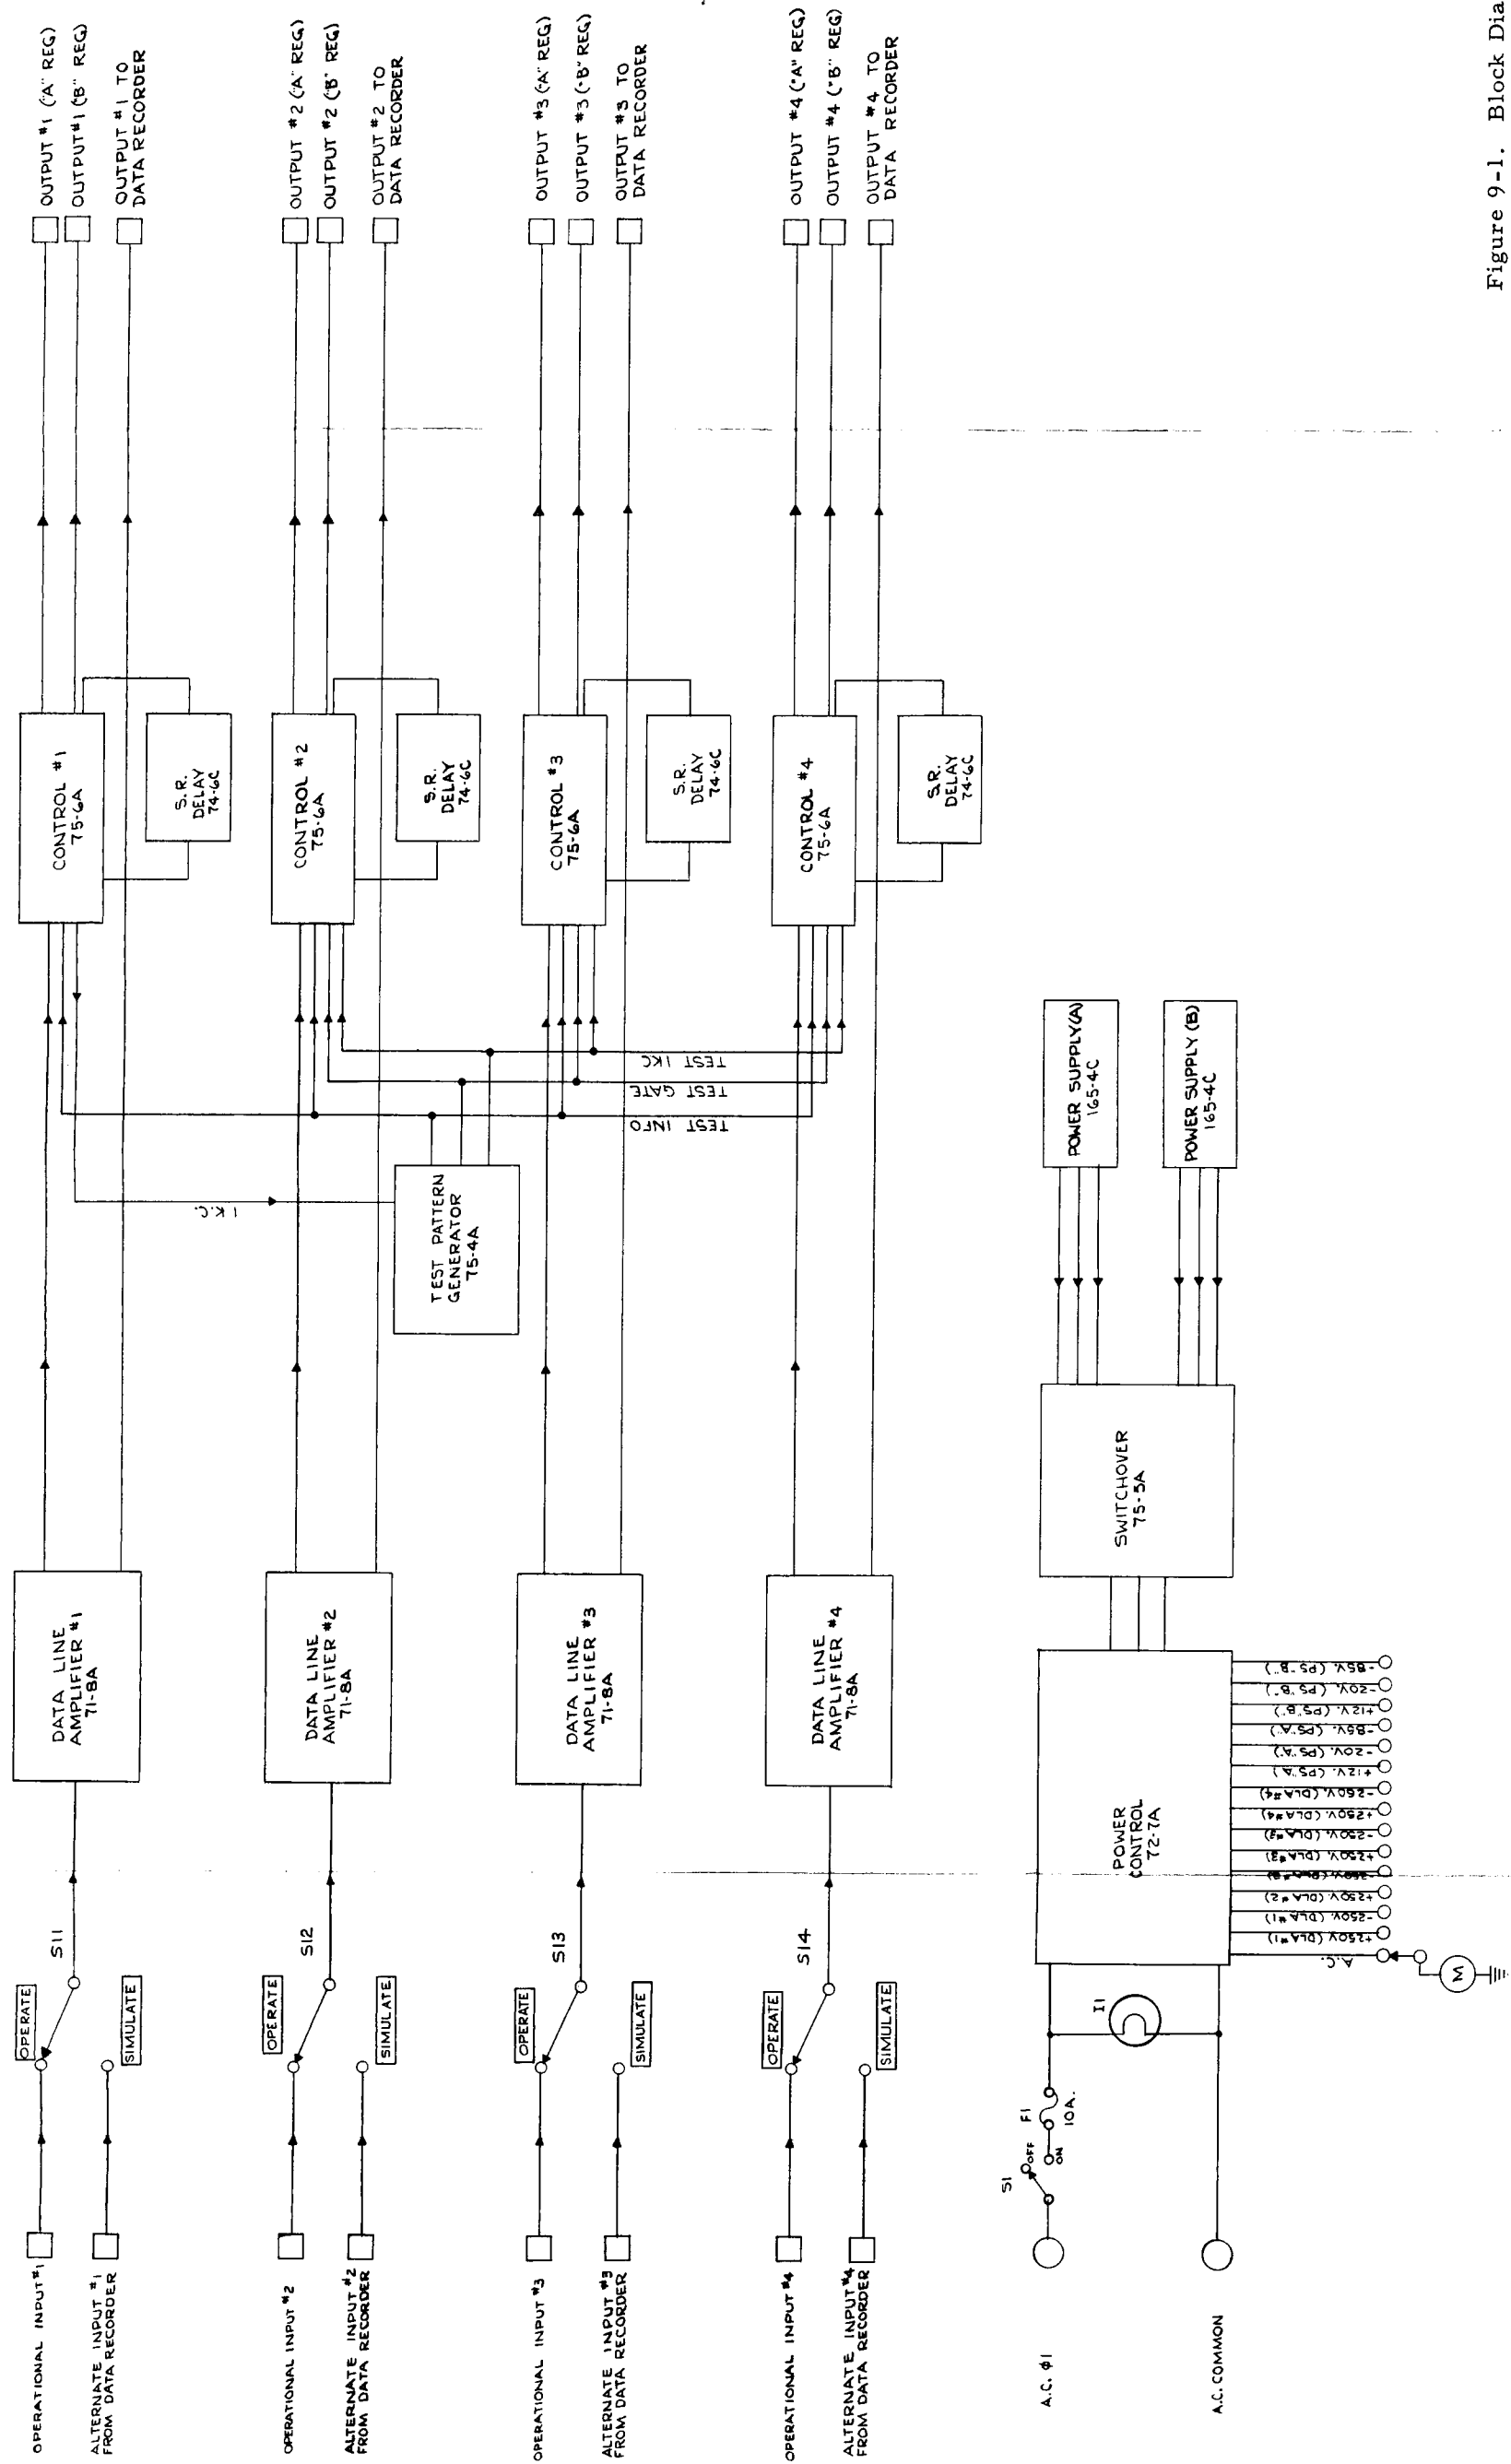 OPERATIONAL INPUT #1
ALTERNATE INPUT #1
FROM DATA RECORDER
OPERATE
SIMULATE
S11
DATA LINE
AMPLIFIER #1
71-8A
CONTROL #1
75-6A
S.R.
DELAY
74-6C
OUTPUT #1 ("A" REG)
OUTPUT #1 ("B" REG)
OUTPUT #1 TO
DATA RECORDER
1 K.C.
OPERATIONAL INPUT #2
ALTERNATE INPUT #2
FROM DATA RECORDER
OPERATE
SIMULATE
S12
DATA LINE
AMPLIFIER #2
71-8A
CONTROL #2
75-6A
S.R.
DELAY
74-6C
OUTPUT #2 ("A" REG)
OUTPUT #2 ("B" REG)
OUTPUT #2 TO
DATA RECORDER
TEST PATTERN
GENERATOR
75-4A
OPERATIONAL INPUT #3
ALTERNATE INPUT #3
FROM DATA RECORDER
OPERATE
SIMULATE
S13
DATA LINE
AMPLIFIER #3
71-8A
CONTROL #3
75-6A
S.R.
DELAY
74-6C
OUTPUT #3 ("A" REG)
OUTPUT #3 ("B" REG)
OUTPUT #3 TO
DATA RECORDER
TEST INFO
TEST GATE
TEST 1KC
OPERATIONAL INPUT #4
ALTERNATE INPUT #4
FROM DATA RECORDER
OPERATE
SIMULATE
S14
DATA LINE
AMPLIFIER #4
71-8A
CONTROL #4
75-6A
S.R.
DELAY
74-6C
OUTPUT #4 ("A" REG)
OUTPUT #4 ("B" REG)
OUTPUT #4 TO
DATA RECORDER
A.C. φ1
A.C. COMMON
S1
OFF
ON
F1
10A.
I1
POWER
CONTROL
72-7A
SWITCHOVER
75-5A
POWER SUPPLY (A)
165-4C
POWER SUPPLY (B)
165-4C
A.C.
+250V (DLA #1)
-250V. (DLA #1)
+250V. (DLA #2)
-250V. (DLA #2)
+250V. (DLA #3)
-250V. (DLA #3)
+250V. (DLA #4)
-250V. (DLA #4)
+12V. (PS "A")
-20V. (PS "A")
-85V. (PS "A")
+12V. (PS "B")
-20V. (PS "B")
-85V. (PS "B")
M
Figure 9-1. Block Dia